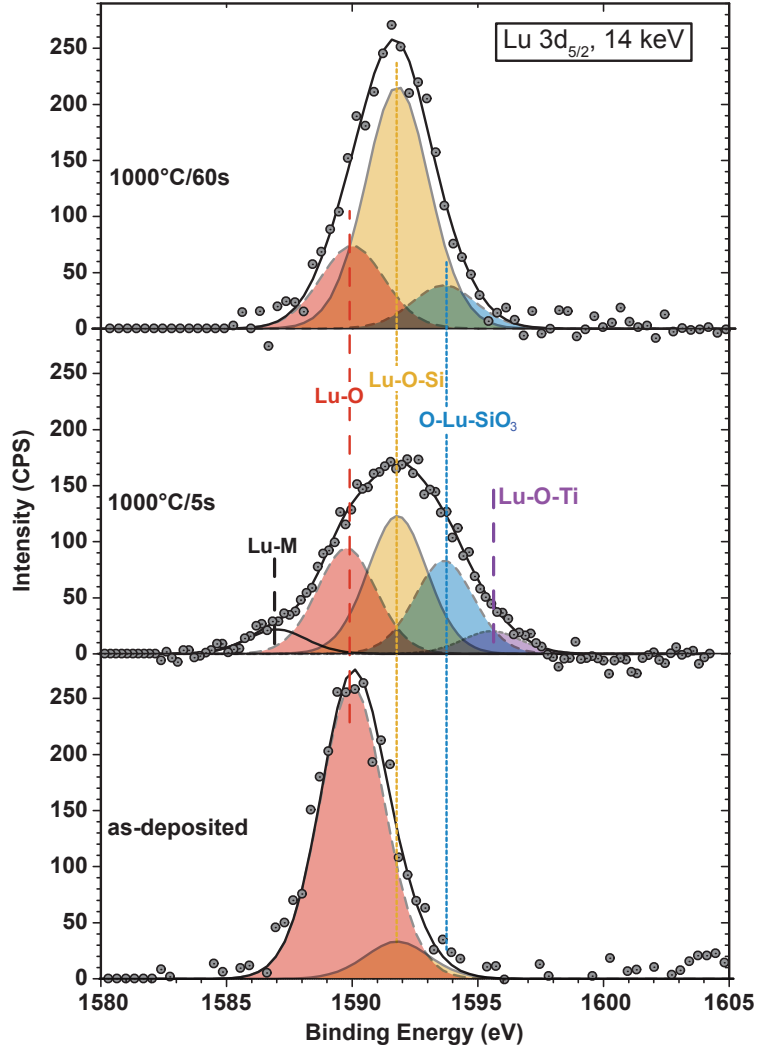 Lu 3d5/2, 14 keV
250
200
150
100
50
0
1000°C/60s
Lu-O
Lu-O-Si
O-Lu-SiO3
Lu-O-Ti
Lu-M
250
200
150
100
50
0
1000°C/5s
Intensity (CPS)
250
200
150
100
50
0
as-deposited
1580 1585 1590 1595 1600 1605
Binding Energy (eV)